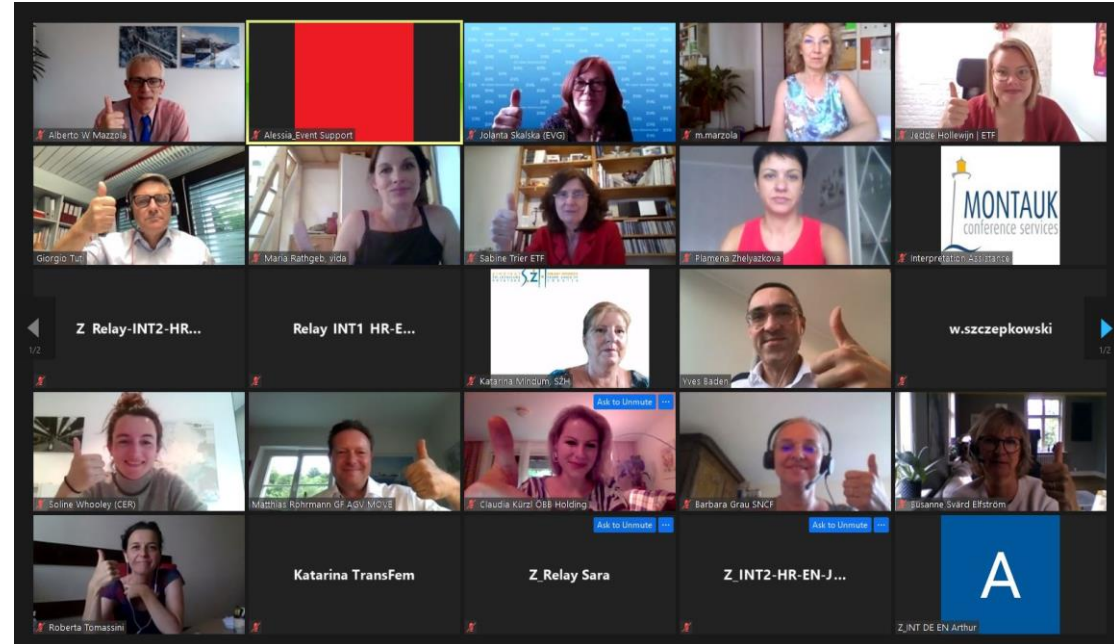 Alberto W Mazzola
Alessia_Event Support
Jolanta Skalska (EVG)
m.marzola
Jedde Hollewijn | ETF
Giorgio Tuti
Maria Rathgeb, vida
Sabine Trier ETF
Plamena Zhelyazkova
MONTAUK
conference services
Interpretation Assistance
1/2
Z Relay-INT2-HR...
Relay INT1 HR-E...
SŽH
Katarina Mindum, SŽH
Yves Baden
w.szczepkowski
1/2
Soline Whooley (CER)
Matthias Rohrmann GF AGV MOVE
Ask to Unmute ...
Claudia Kürzl ÖBB Holding
Barbara Grau SNCF
Susanne Svärd Elfström
Roberta Tomassini
Katarina TransFem
Ask to Unmute ...
Z_Relay Sara
Ask to Unmute ...
Z_INT2-HR-EN-J...
A
Z_INT DE EN Arthur